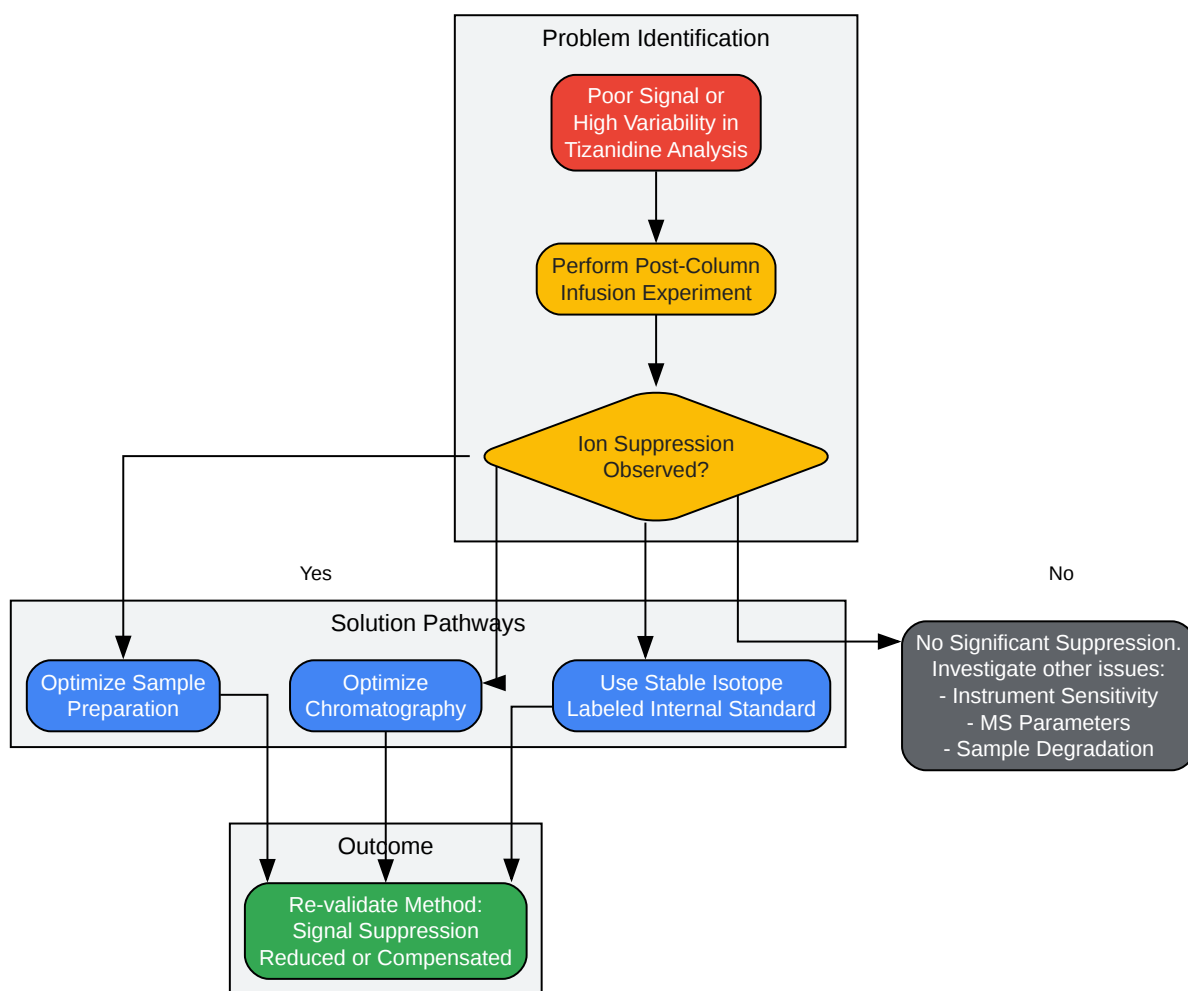 Problem Identification
Poor Signal or
High Variability in
Tizanidine Analysis
Perform Post-Column
Infusion Experiment
Ion Suppression
Observed?
Yes
No
Solution Pathways
Optimize Sample
Preparation
Optimize
Chromatography
Use Stable Isotope
Labeled Internal Standard
No Significant Suppression.
Investigate other issues:
- Instrument Sensitivity
- MS Parameters
- Sample Degradation
Outcome
Re-validate Method:
Signal Suppression
Reduced or Compensated